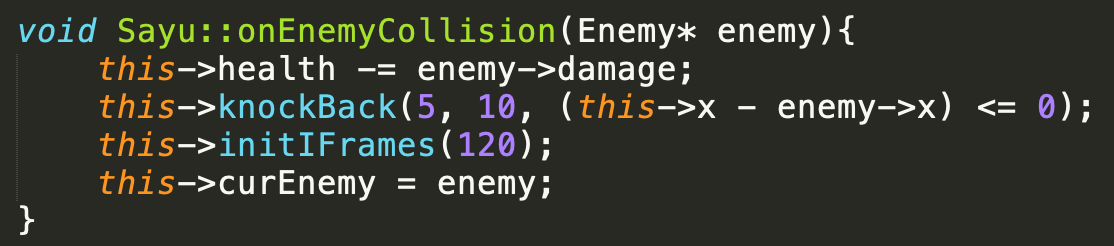 void Sayu::onEnemyCollision(Enemy* enemy){
    this->health -= enemy->damage;
    this->knockBack(5, 10, (this->x - enemy->x) <= 0);
    this->initIFrames(120);
    this->curEnemy = enemy;
}